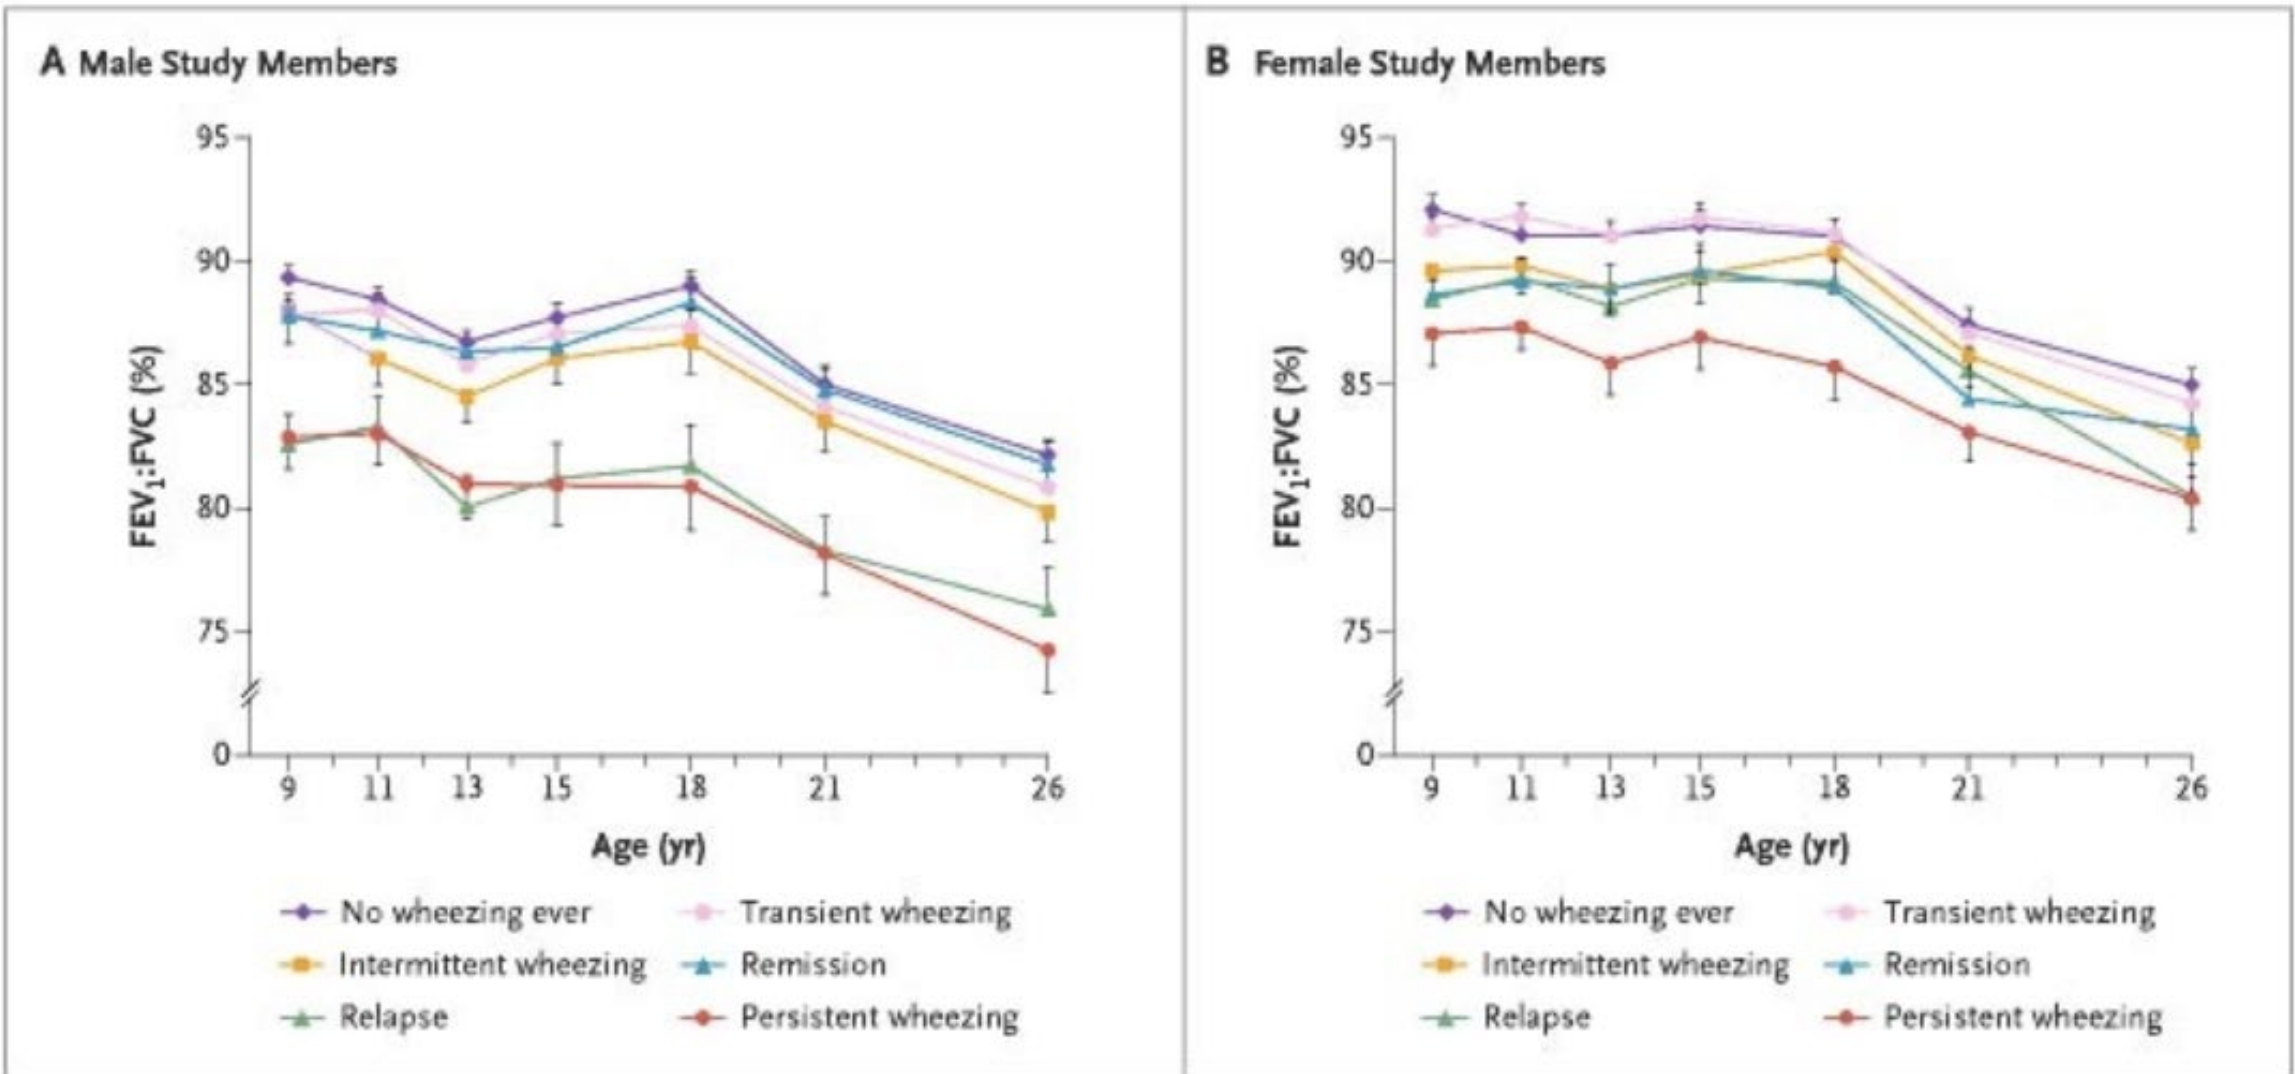 A Male Study Members
95
90
85
80
75
0
FEV1:FVC (%)
9 11 13 15 18 21 26
Age (yr)
No wheezing ever
Transient wheezing
Intermittent wheezing
Remission
Relapse
Persistent wheezing
B Female Study Members
95
90
85
80
75
0
FEV1:FVC (%)
9 11 13 15 18 21 26
Age (yr)
No wheezing ever
Transient wheezing
Intermittent wheezing
Remission
Relapse
Persistent wheezing